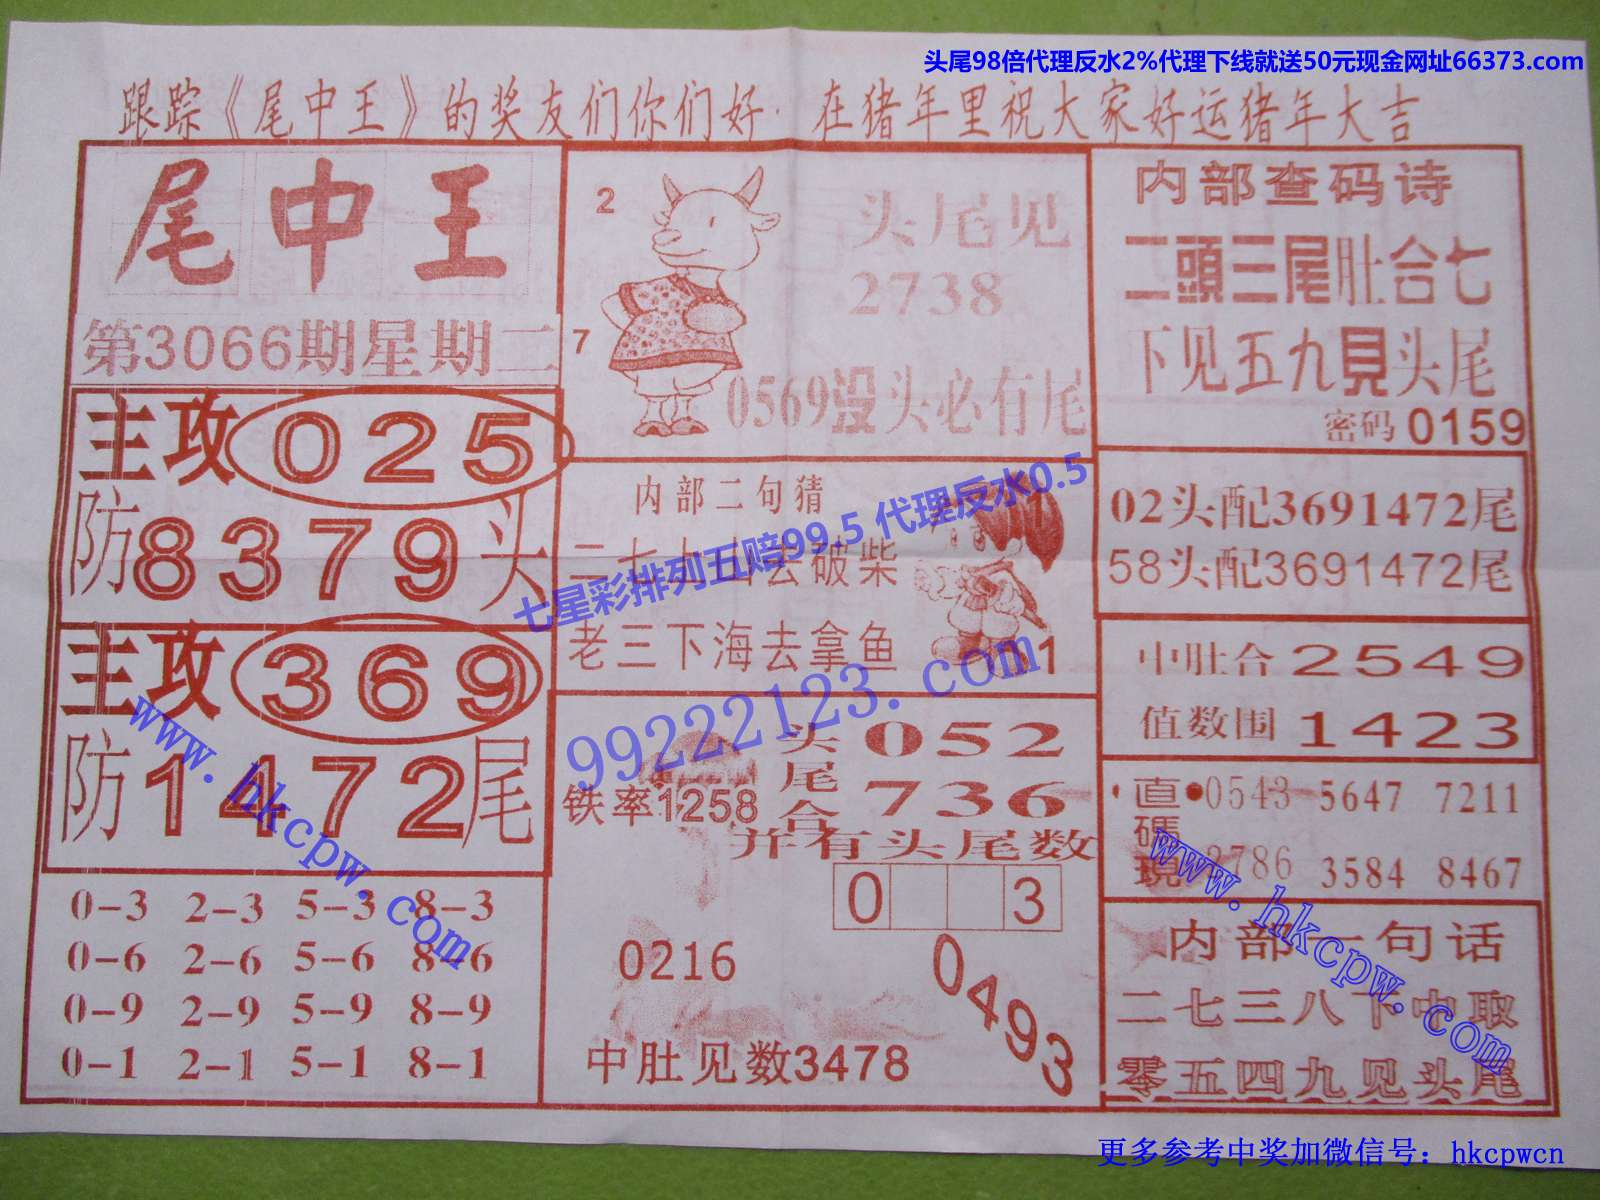 头尾98倍代理反水2%代理下线就送50元现金网址66373.com
跟踪《尾中王》的奖友们你们好. 在猪年里祝大家好运猪年大吉
尾中王
第3066期星期二
主攻 025
防8379头
主攻 369
防1472尾
0-3 2-3 5-3 8-3
0-6 2-6 5-6 8-6
0-9 2-9 5-9 8-9
0-1 2-1 5-1 8-1
2
7
头尾见
2738
0569没头必有尾
内部二句猜
去破柴
老三下海去拿鱼
1
七星彩排列五赔99.5 代理反水0.5
99222123.com
铁率1258
头尾合
052
736
并有头尾数
0 3
0216
0493
中肚见数3478
内部查码诗
二頭三尾肚合七
下见五九見头尾
密码 0159
02头配3691472尾
58头配3691472尾
中肚合 2549
值数围 1423
直碼現
0543 5647 7211
2786 3584 8467
内部一句话
二七三八下中取
零五四九见头尾
www.hkcpw.com
www.hkcpw.com
更多参考中奖加微信号：hkcpwcn